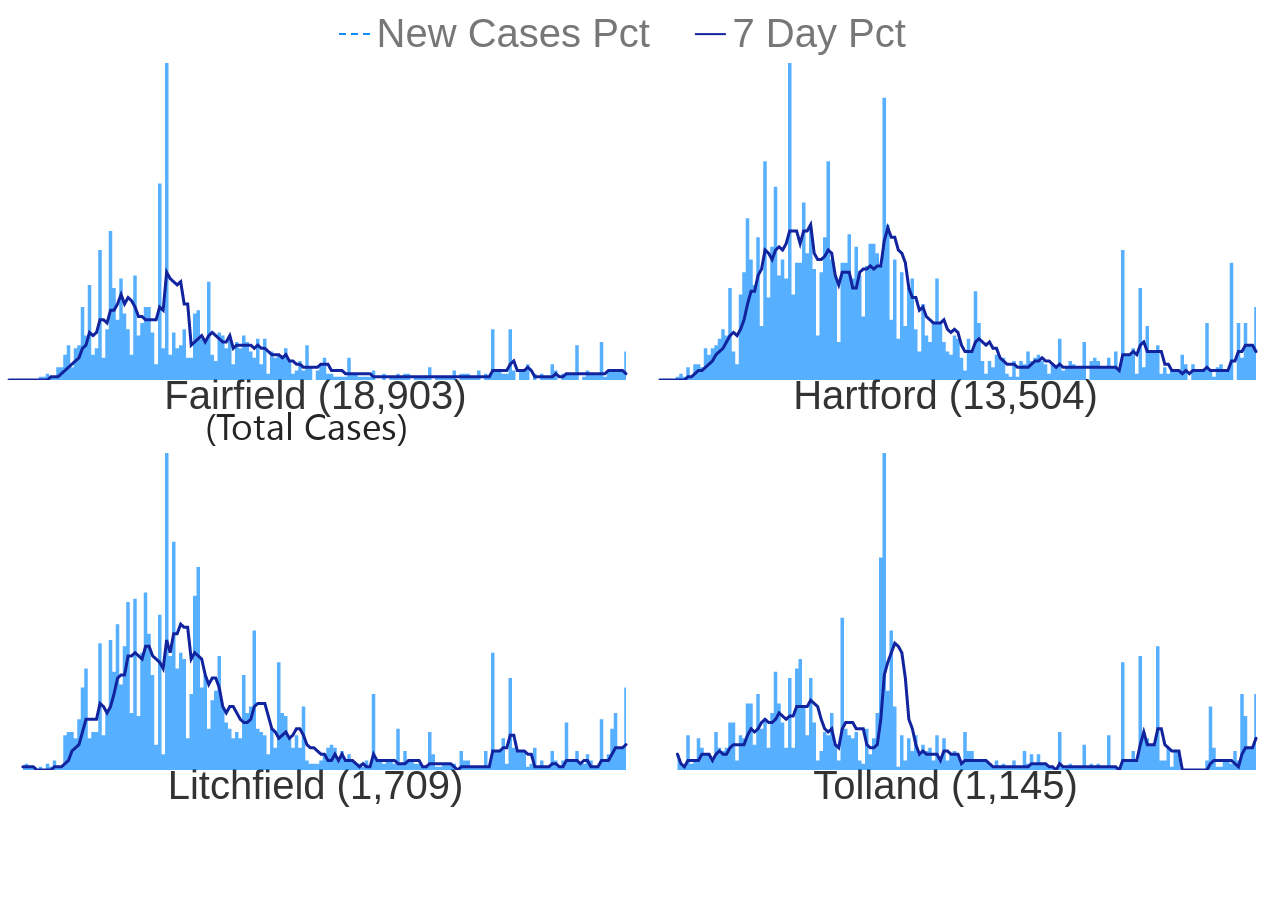 New Cases Pct 7 Day Pct
Fairfield (18,903)
(Total Cases)
Hartford (13,504)
Litchfield (1,709)
Tolland (1,145)